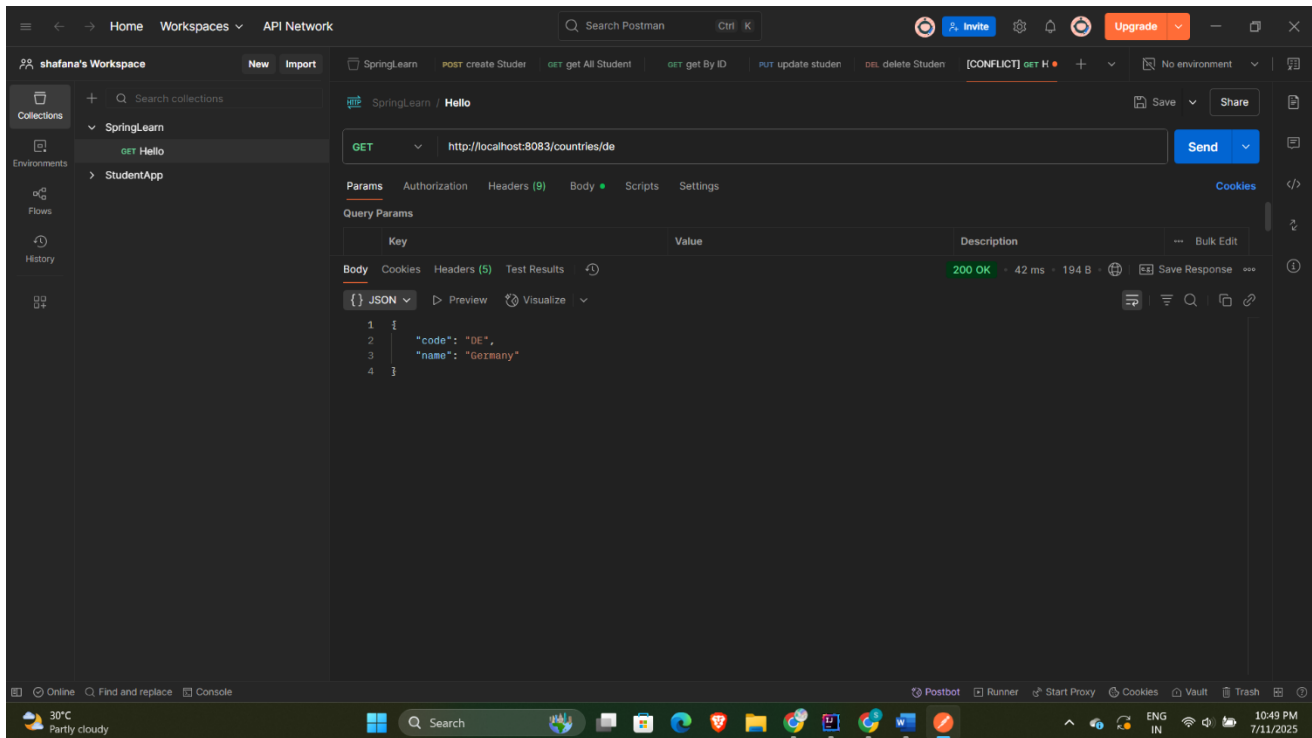 Home Workspaces API Network Search Postman Ctrl K Invite Upgrade
shafana's Workspace New Import SpringLearn POST create Studer GET get All Student GET get By ID PUT update studen DEL delete Studen [CONFLICT] GET H No environment
Collections
Environments
Flows
History
Search collections
SpringLearn
GET Hello
StudentApp
HTTP SpringLearn / Hello Save Share
GET http://localhost:8083/countries/de Send
Params Authorization Headers (9) Body Scripts Settings Cookies
Query Params
Key Value Description Bulk Edit
Body Cookies Headers (5) Test Results 200 OK 42 ms 194 B Save Response
{} JSON Preview Visualize
1 {
2 "code": "DE",
3 "name": "Germany"
4 }
Online Find and replace Console Postbot Runner Start Proxy Cookies Vault Trash
30°C
Partly cloudy
Search
ENG
IN
10:49 PM
7/11/2025